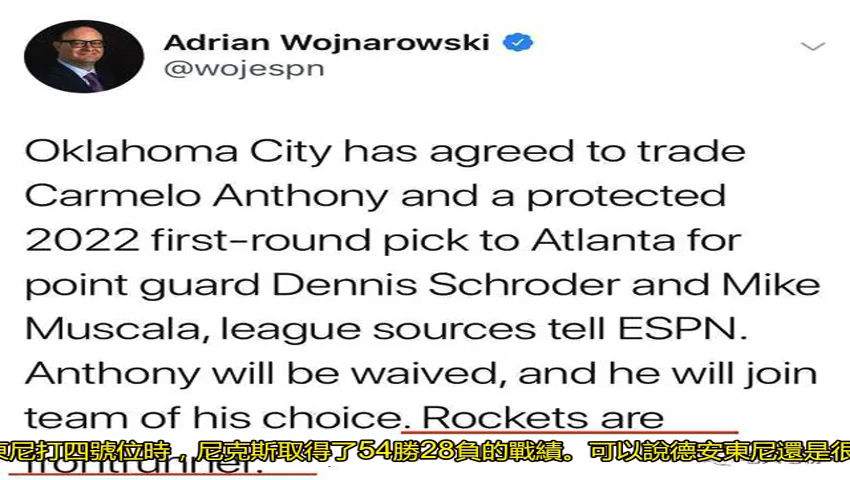 Adrian Wojnarowski
@wojespn
Oklahoma City has agreed to trade
Carmelo Anthony and a protected
2022 first-round pick to Atlanta for
point guard Dennis Schroder and Mike
Muscala, league sources tell ESPN.
Anthony will be waived, and he will join
team of his choice. Rockets are
東尼打四號位時，尼克斯取得了54勝28負的戰績。可以說德安東尼還是很
frontrunner.